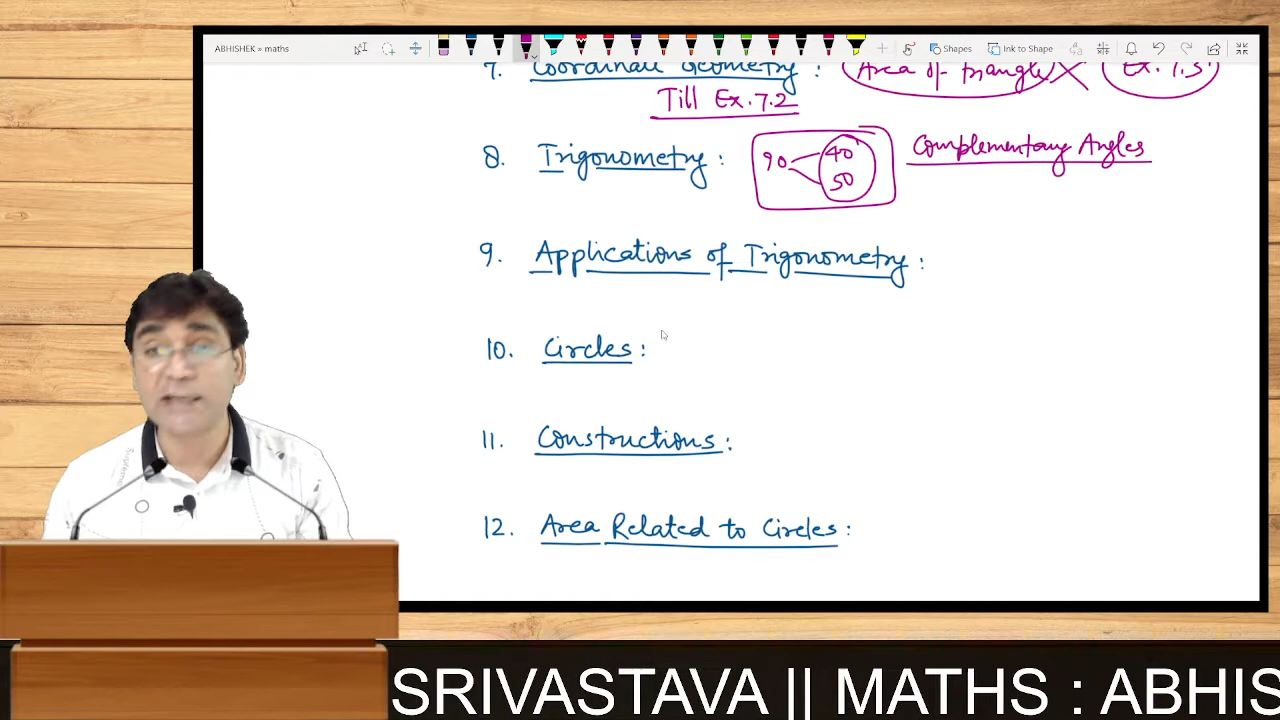 ABHISHEK » maths
Shapes
Ink to Shape
7. Coordinate Geometry : Area of triangle Ex. 7.3
Till Ex. 7.2
8. Trigonometry : 90 40 50 Complementary Angles
9. Applications of Trigonometry :
10. Circles :
11. Constructions :
12. Area Related to Circles :
SRIVASTAVA || MATHS : ABHIS